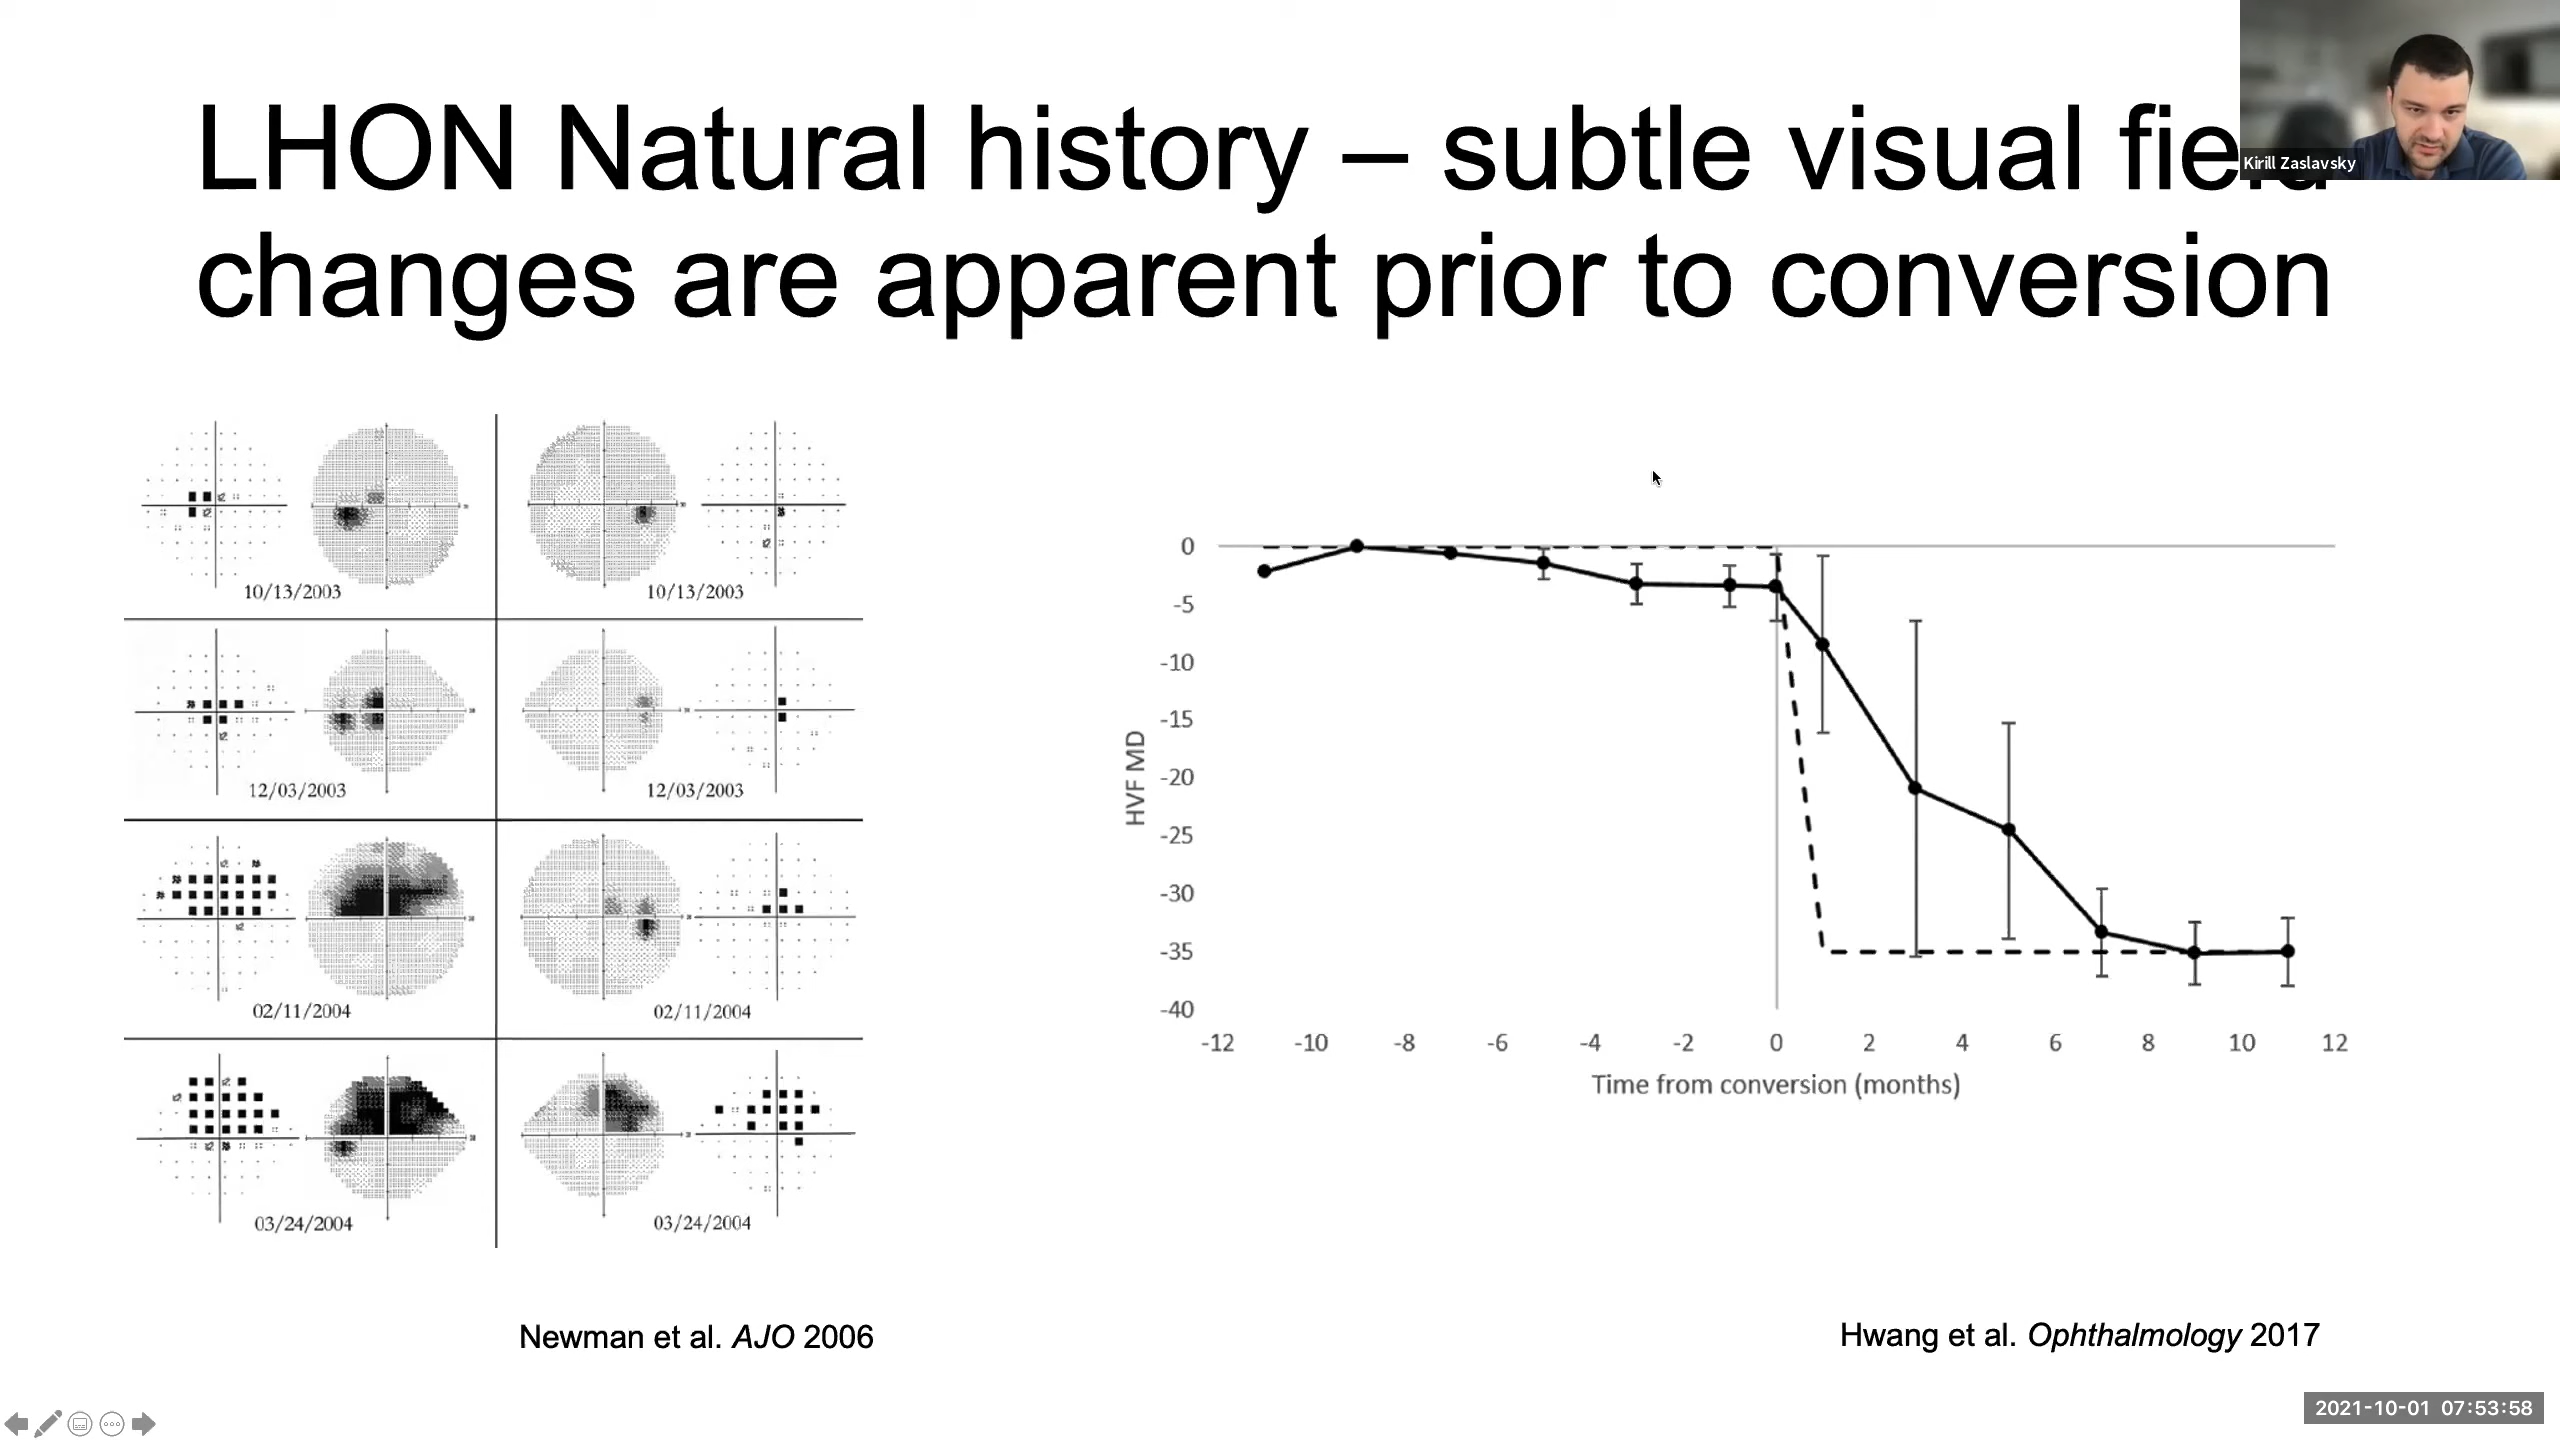 LHON Natural history – subtle visual field
changes are apparent prior to conversion
Kirill Zaslavsky
10/13/2003
10/13/2003
12/03/2003
12/03/2003
02/11/2004
02/11/2004
03/24/2004
03/24/2004
Newman et al. AJO 2006
HVF MD
0
-5
-10
-15
-20
-25
-30
-35
-40
-12 -10 -8 -6 -4 -2 0 2 4 6 8 10 12
Time from conversion (months)
Hwang et al. Ophthalmology 2017
2021-10-01 07:53:58